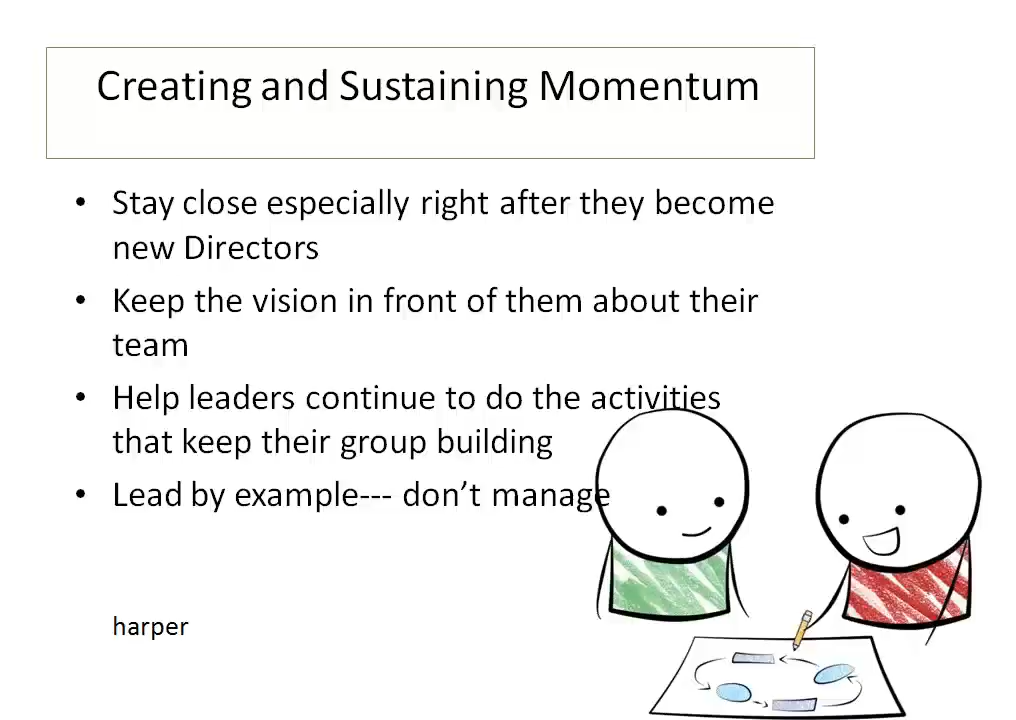 Creating and Sustaining Momentum
• Stay close especially right after they become
new Directors
• Keep the vision in front of them about their
team
• Help leaders continue to do the activities
that keep their group building
• Lead by example--- don’t manage
harper